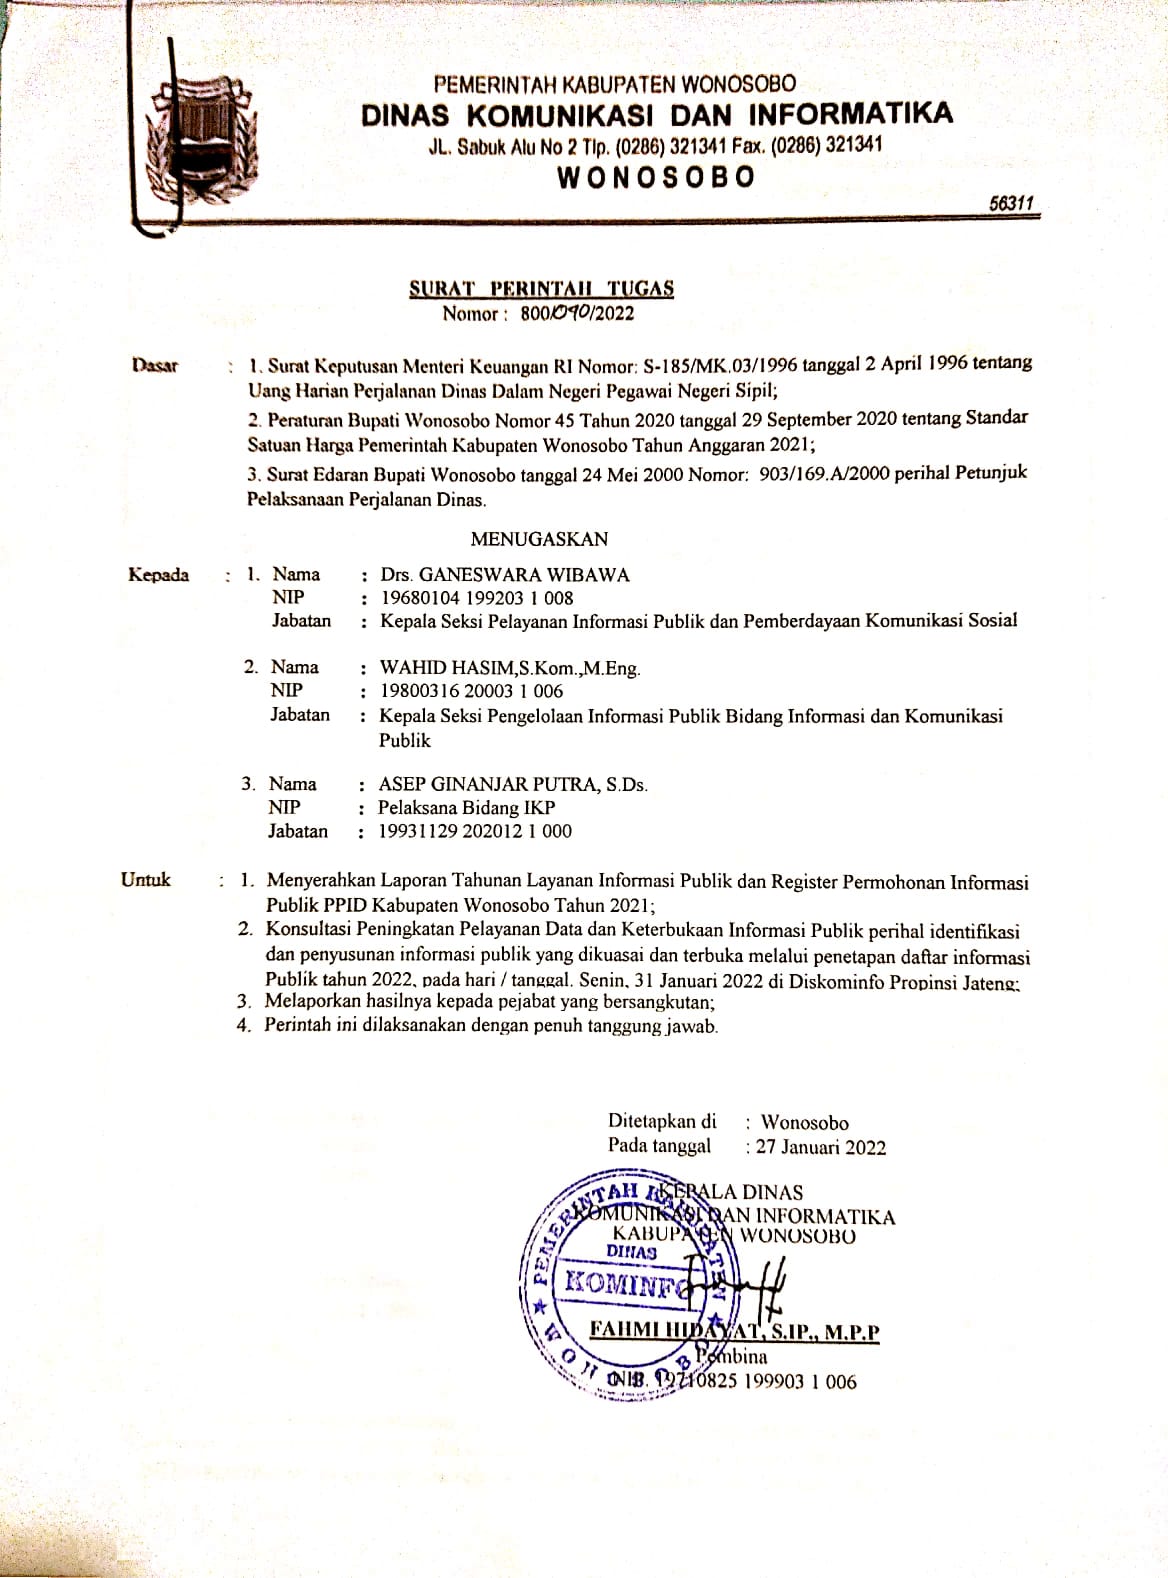 PEMERINTAH KABUPATEN WONOSOBO
DINAS KOMUNIKASI DAN INFORMATIKA
JL. Sabuk Alu No 2 Tlp. (0286) 321341 Fax. (0286) 321341
WONOSOBO
56311
SURAT PERINTAH TUGAS
Nomor : 800/090/2022
Dasar : 1. Surat Keputusan Menteri Keuangan RI Nomor: S-185/MK.03/1996 tanggal 2 April 1996 tentang
Uang Harian Perjalanan Dinas Dalam Negeri Pegawai Negeri Sipil;
2. Peraturan Bupati Wonosobo Nomor 45 Tahun 2020 tanggal 29 September 2020 tentang Standar
Satuan Harga Pemerintah Kabupaten Wonosobo Tahun Anggaran 2021;
3. Surat Edaran Bupati Wonosobo tanggal 24 Mei 2000 Nomor: 903/169.A/2000 perihal Petunjuk
Pelaksanaan Perjalanan Dinas.
MENUGASKAN
Kepada : 1. Nama : Drs. GANESWARA WIBAWA
NIP : 19680104 199203 1 008
Jabatan : Kepala Seksi Pelayanan Informasi Publik dan Pemberdayaan Komunikasi Sosial
2. Nama : WAHID HASIM,S.Kom.,M.Eng.
NIP : 19800316 20003 1 006
Jabatan : Kepala Seksi Pengelolaan Informasi Publik Bidang Informasi dan Komunikasi
Publik
3. Nama : ASEP GINANJAR PUTRA, S.Ds.
NIP : Pelaksana Bidang IKP
Jabatan : 19931129 202012 1 000
Untuk : 1. Menyerahkan Laporan Tahunan Layanan Informasi Publik dan Register Permohonan Informasi
Publik PPID Kabupaten Wonosobo Tahun 2021;
2. Konsultasi Peningkatan Pelayanan Data dan Keterbukaan Informasi Publik perihal identifikasi
dan penyusunan informasi publik yang dikuasai dan terbuka melalui penetapan daftar informasi
Publik tahun 2022, pada hari / tanggal. Senin, 31 Januari 2022 di Diskominfo Propinsi Jateng;
3. Melaporkan hasilnya kepada pejabat yang bersangkutan;
4. Perintah ini dilaksanakan dengan penuh tanggung jawab.
Ditetapkan di : Wonosobo
Pada tanggal : 27 Januari 2022
KEPALA DINAS
KOMUNIKASI DAN INFORMATIKA
KABUPATEN WONOSOBO
PEMERINTAH KABUPATEN
DINAS
KOMINFO
WONOSOBO
FAHMI HIDAYAT, S.IP., M.P.P
Pembina
NIP. 19710825 199903 1 006